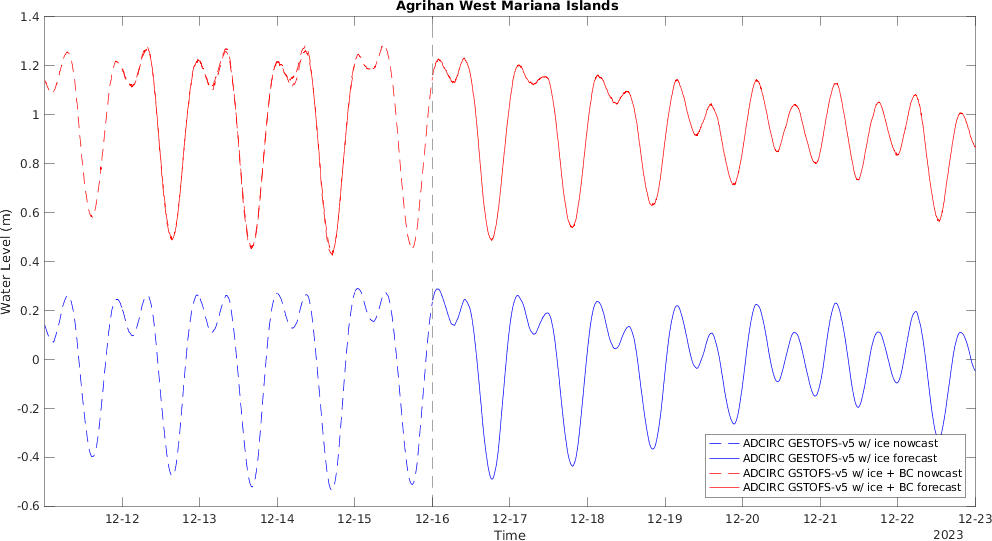 Agrihan West Mariana Islands
1.4
1.2
1
0.8
0.6
0.4
0.2
0
-0.2
-0.4
-0.6
Water Level (m)
ADCIRC GESTOFS-v5 w/ ice nowcast
ADCIRC GESTOFS-v5 w/ ice forecast
ADCIRC GSTOFS-v5 w/ ice + BC nowcast
ADCIRC GSTOFS-v5 w/ ice + BC forecast
12-12 12-13 12-14 12-15 12-16 12-17 12-18 12-19 12-20 12-21 12-22 12-23
Time
2023